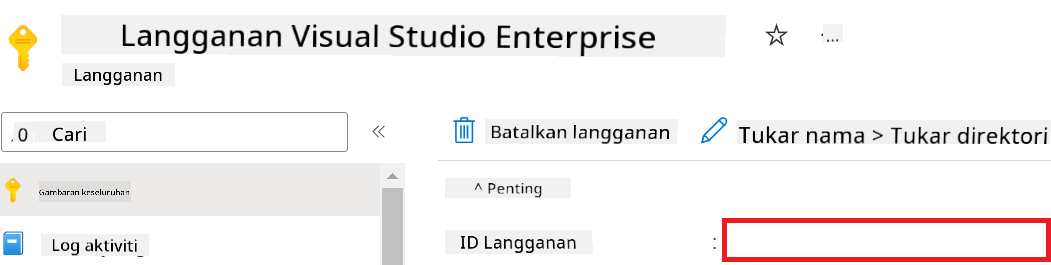 Langganan Visual Studio Enterprise
...
Langganan
Cari
Batalkan langganan
Tukar nama > Tukar direktori
Gambaran keseluruhan
^ Penting
Log aktiviti
ID Langganan :